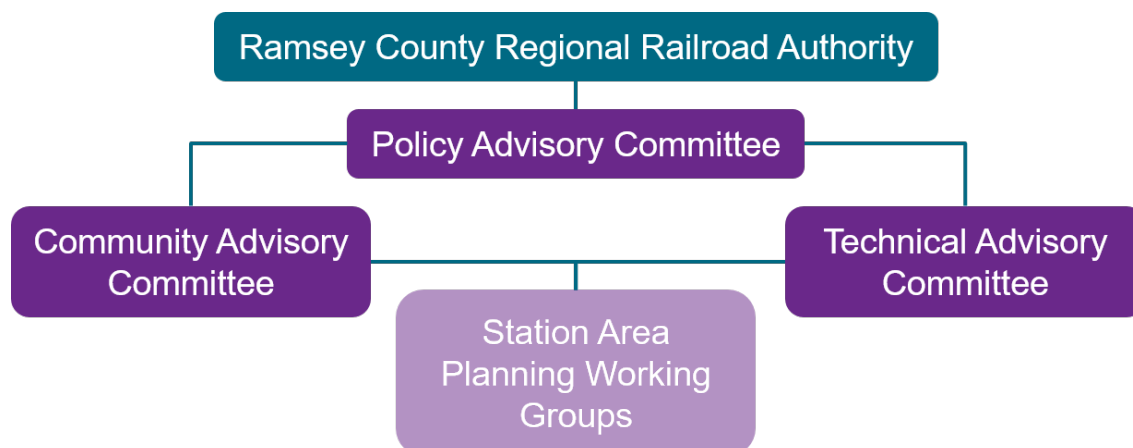 Ramsey County Regional Railroad Authority
Policy Advisory Committee
Community Advisory
Committee
Technical Advisory
Committee
Station Area
Planning Working
Groups